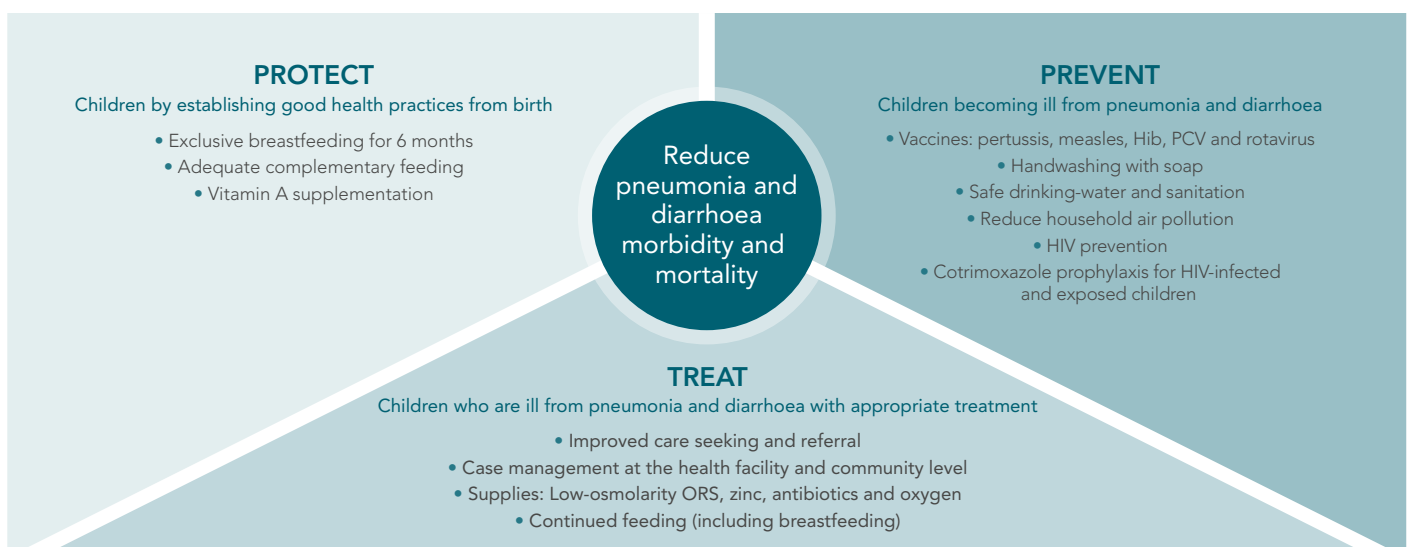 PROTECT
Children by establishing good health practices from birth
• Exclusive breastfeeding for 6 months
• Adequate complementary feeding
• Vitamin A supplementation
Reduce
pneumonia and
diarrhoea
morbidity and
mortality
PREVENT
Children becoming ill from pneumonia and diarrhoea
• Vaccines: pertussis, measles, Hib, PCV and rotavirus
• Handwashing with soap
• Safe drinking-water and sanitation
• Reduce household air pollution
• HIV prevention
• Cotrimoxazole prophylaxis for HIV-infected
and exposed children
TREAT
Children who are ill from pneumonia and diarrhoea with appropriate treatment
• Improved care seeking and referral
• Case management at the health facility and community level
• Supplies: Low-osmolarity ORS, zinc, antibiotics and oxygen
• Continued feeding (including breastfeeding)